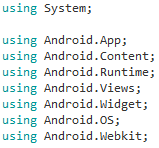 using System;

using Android.App;
using Android.Content;
using Android.Runtime;
using Android.Views;
using Android.Widget;
using Android.OS;
using Android.Webkit;